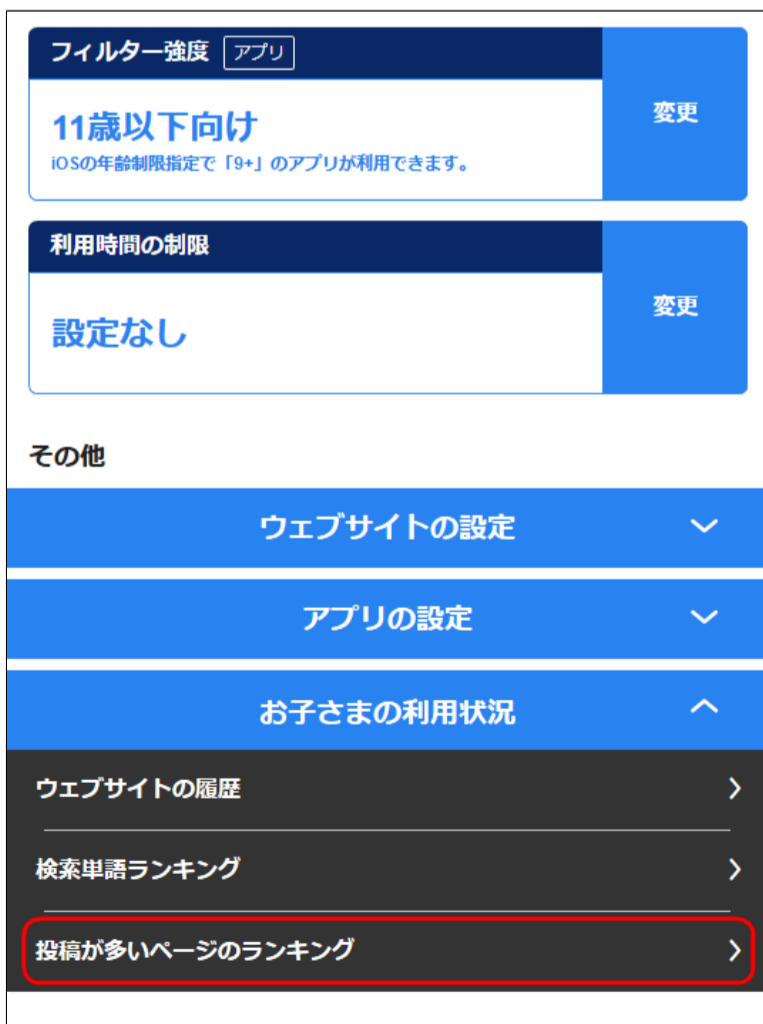 フィルター強度 アプリ
11歳以下向け
iOSの年齢制限指定で「9+」のアプリが利用できます。
変更
利用時間の制限
設定なし
変更
その他
ウェブサイトの設定
アプリの設定
お子さまの利用状況
ウェブサイトの履歴
検索単語ランキング
投稿が多いページのランキング